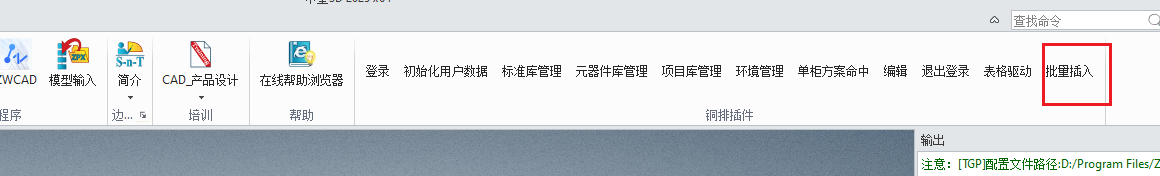 查找命令
ZWCAD
模型输入
ZPX
S-n-T
简介
CAD_产品设计
在线帮助浏览器
登录 初始化用户数据 标准库管理 元器件库管理 项目库管理 环境管理 单柜方案命中 编辑 退出登录 表格驱动 批量插入
程序
边...
培训
帮助
铜排插件
输出
注意: [TGP]配置文件路径:D:/Program Files/Z